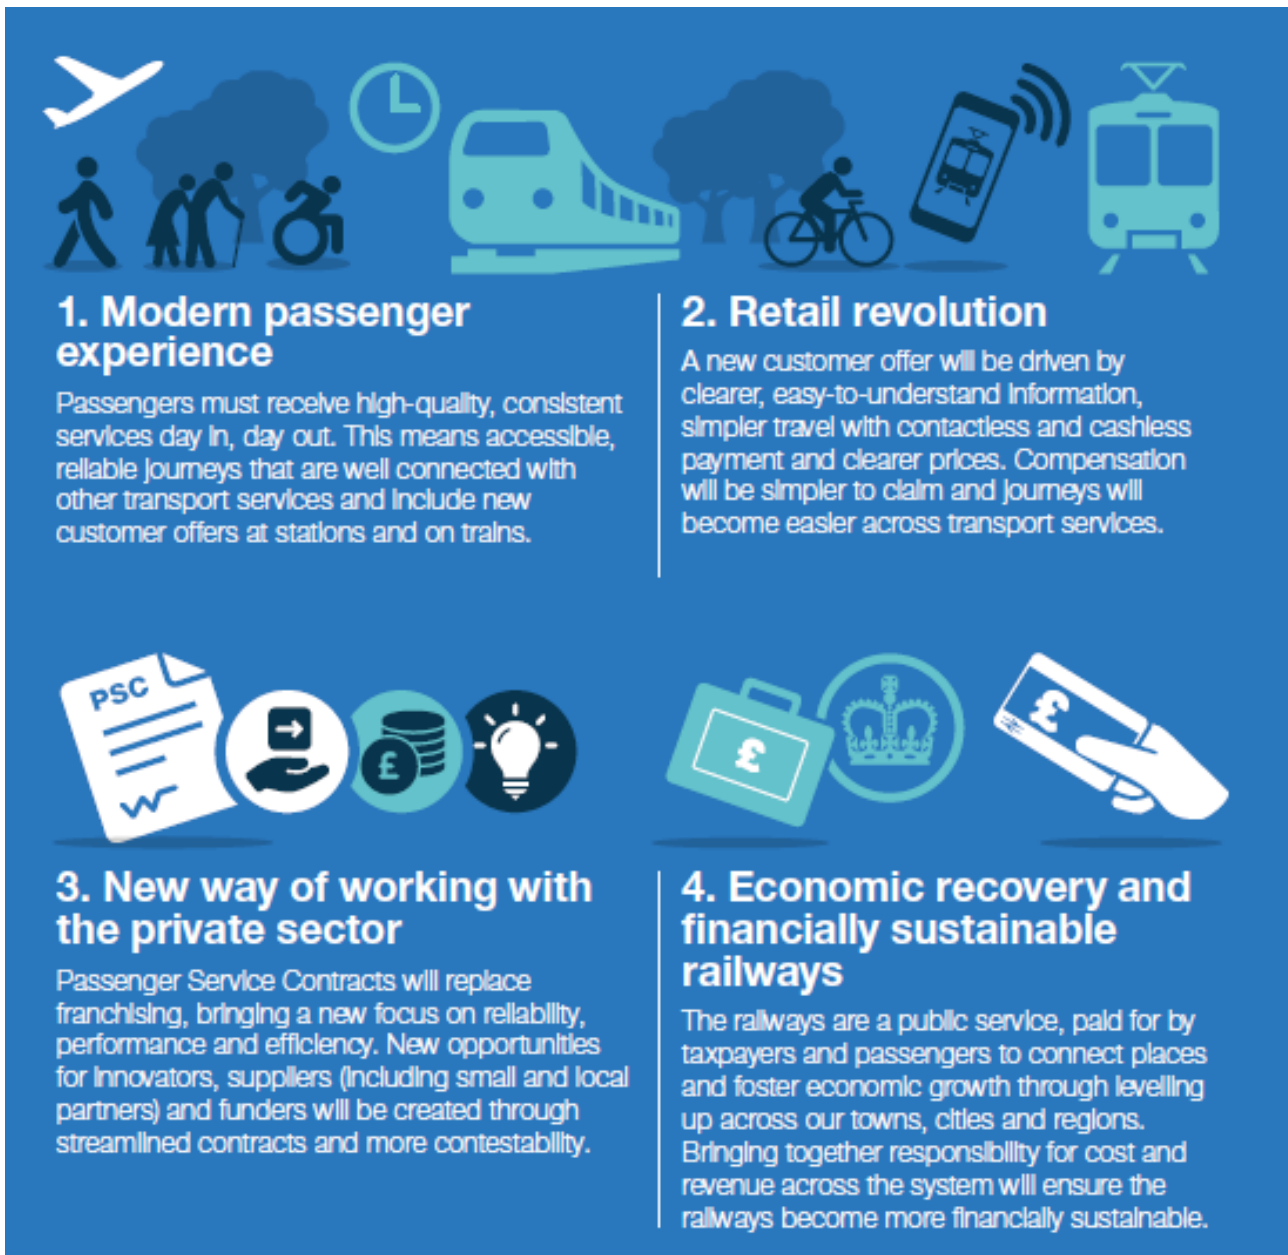 1. Modern passenger
experience
Passengers must receive high-quality, consistent
services day in, day out. This means accessible,
reliable journeys that are well connected with
other transport services and include new
customer offers at stations and on trains.
2. Retail revolution
A new customer offer will be driven by
clearer, easy-to-understand information,
simpler travel with contactless and cashless
payment and clearer prices. Compensation
will be simpler to claim and journeys will
become easier across transport services.
PSC
£
3. New way of working with
the private sector
Passenger Service Contracts will replace
franchising, bringing a new focus on reliability,
performance and efficiency. New opportunities
for innovators, suppliers (including small and local
partners) and funders will be created through
streamlined contracts and more contestability.
£
£
4. Economic recovery and
financially sustainable
railways
The railways are a public service, paid for by
taxpayers and passengers to connect places
and foster economic growth through levelling
up across our towns, cities and regions.
Bringing together responsibility for cost and
revenue across the system will ensure the
railways become more financially sustainable.